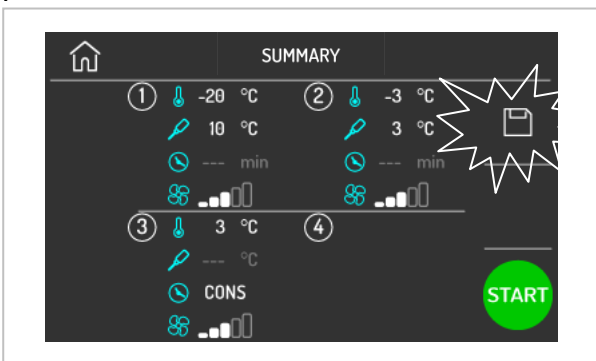 SUMMARY
① -20 °C ② -3 °C
10 °C 3 °C
--- min --- min
③ 3 °C ④
--- °C
CONS
START